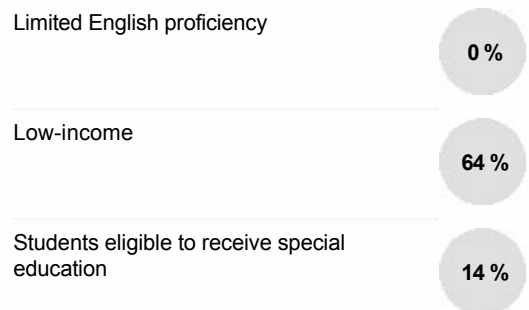 Limited English proficiency
0 %
Low-income
64 %
Students eligible to receive special
education
14 %